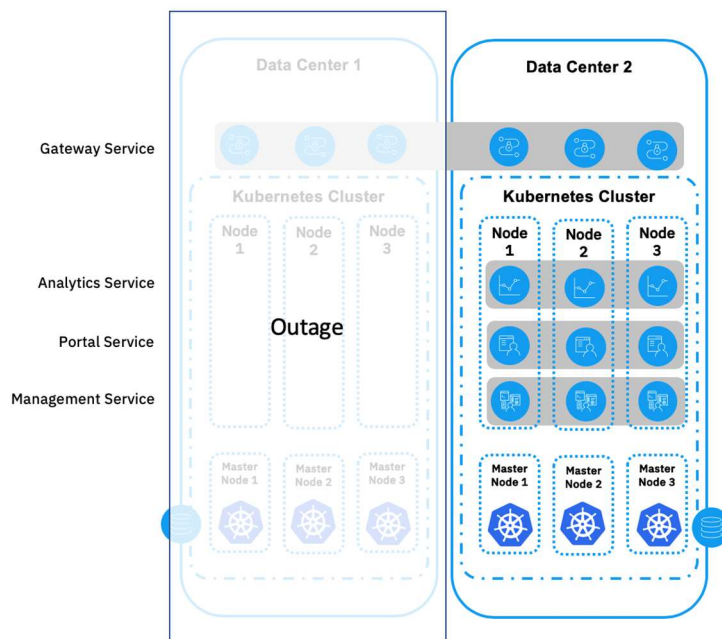 Data Center 1
Data Center 2
Gateway Service
Kubernetes Cluster
Kubernetes Cluster
Node
1
Node
2
Node
3
Node
1
Node
2
Node
3
Analytics Service
Outage
Portal Service
Management Service
Master
Node 1
Master
Node 2
Master
Node 3
Master
Node 1
Master
Node 2
Master
Node 3